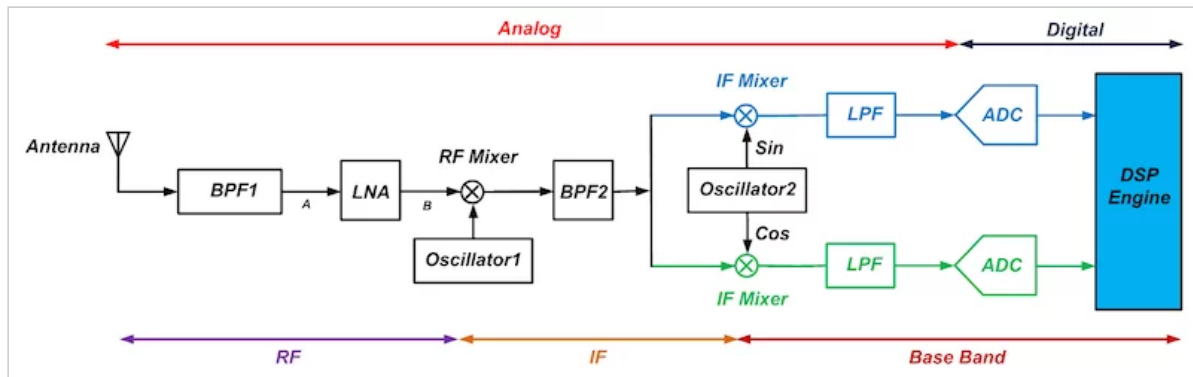 Analog
Digital
IF Mixer
Antenna
RF Mixer
BPF1
A
LNA
B
Oscillator1
BPF2
Sin
Oscillator2
Cos
LPF
ADC
LPF
ADC
IF Mixer
DSP
Engine
RF
IF
Base Band